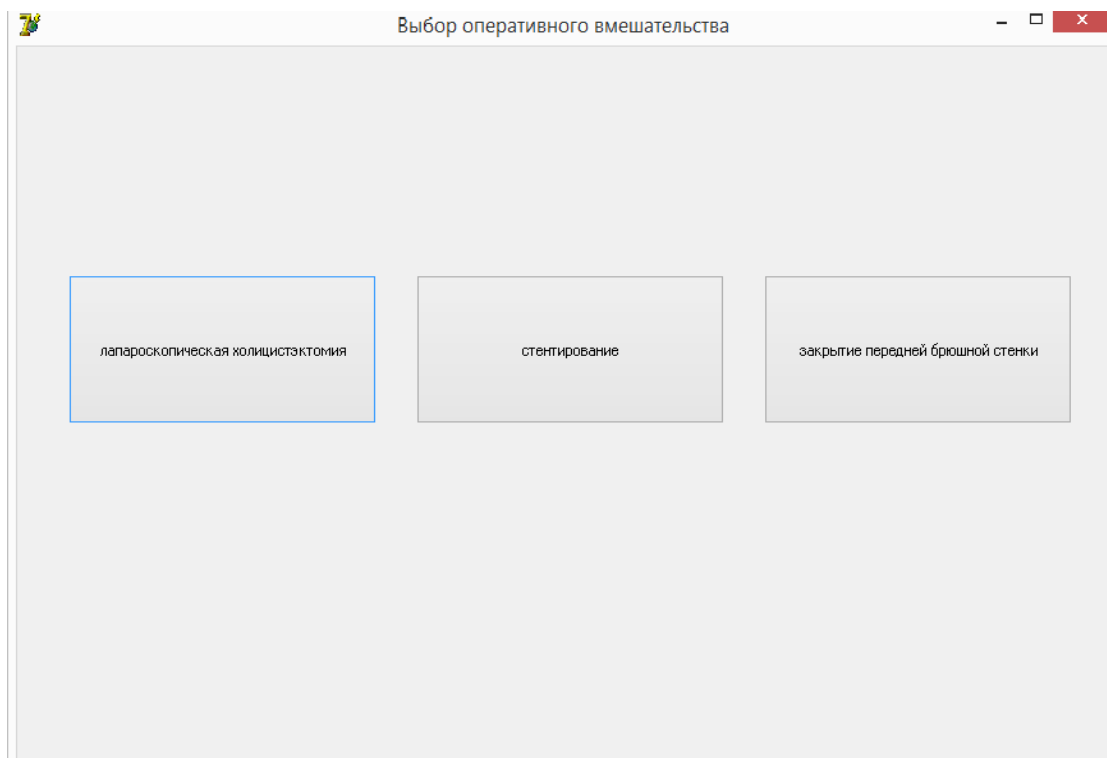 Выбор оперативного вмешательства
лапароскопическая холицистэктомия
стентирование
закрытие передней брюшной стенки